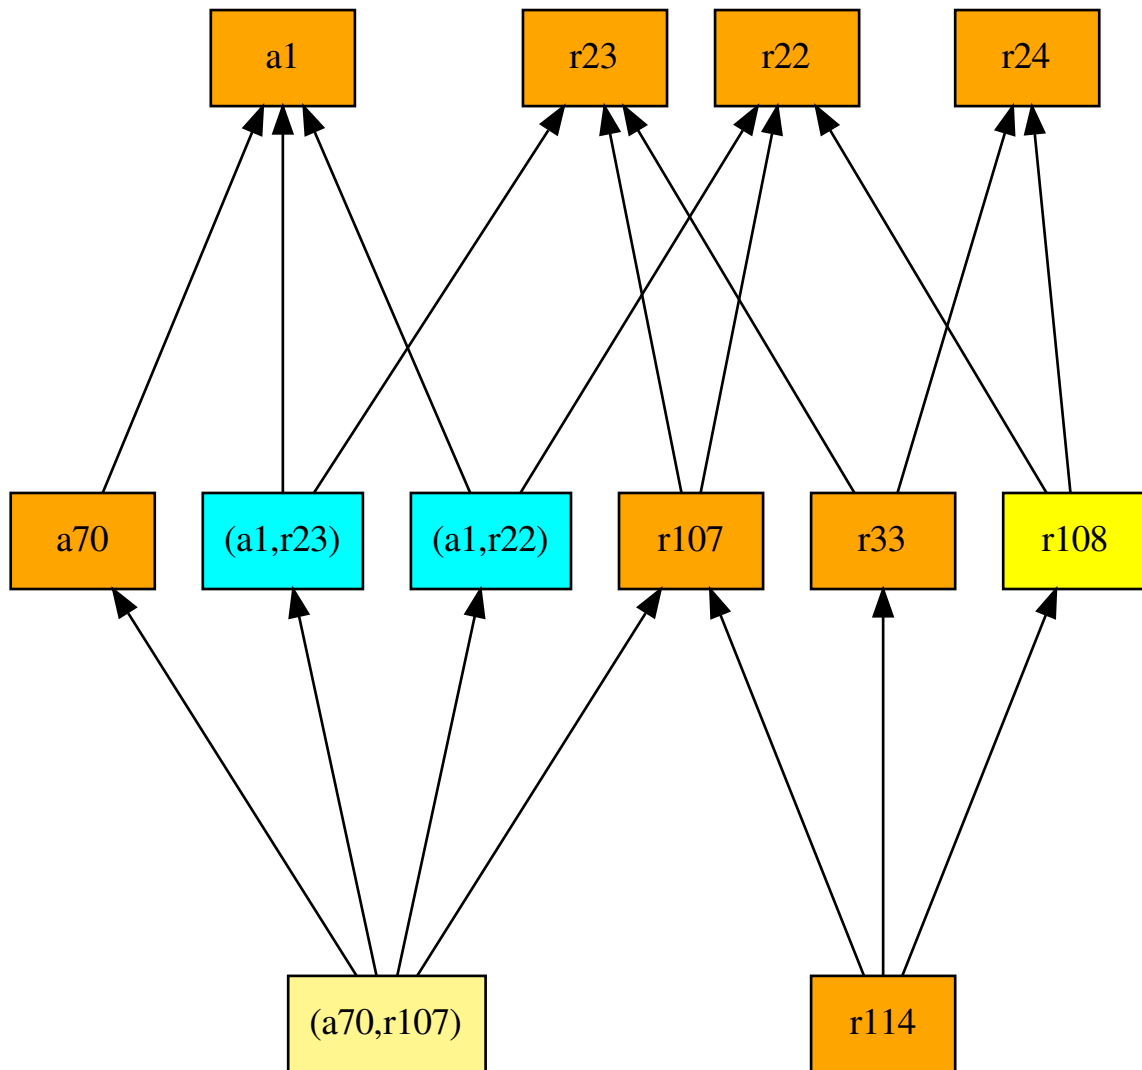 a1
r23
r22
r24
a70
(a1,r23)
(a1,r22)
r107
r33
r108
(a70,r107)
r114